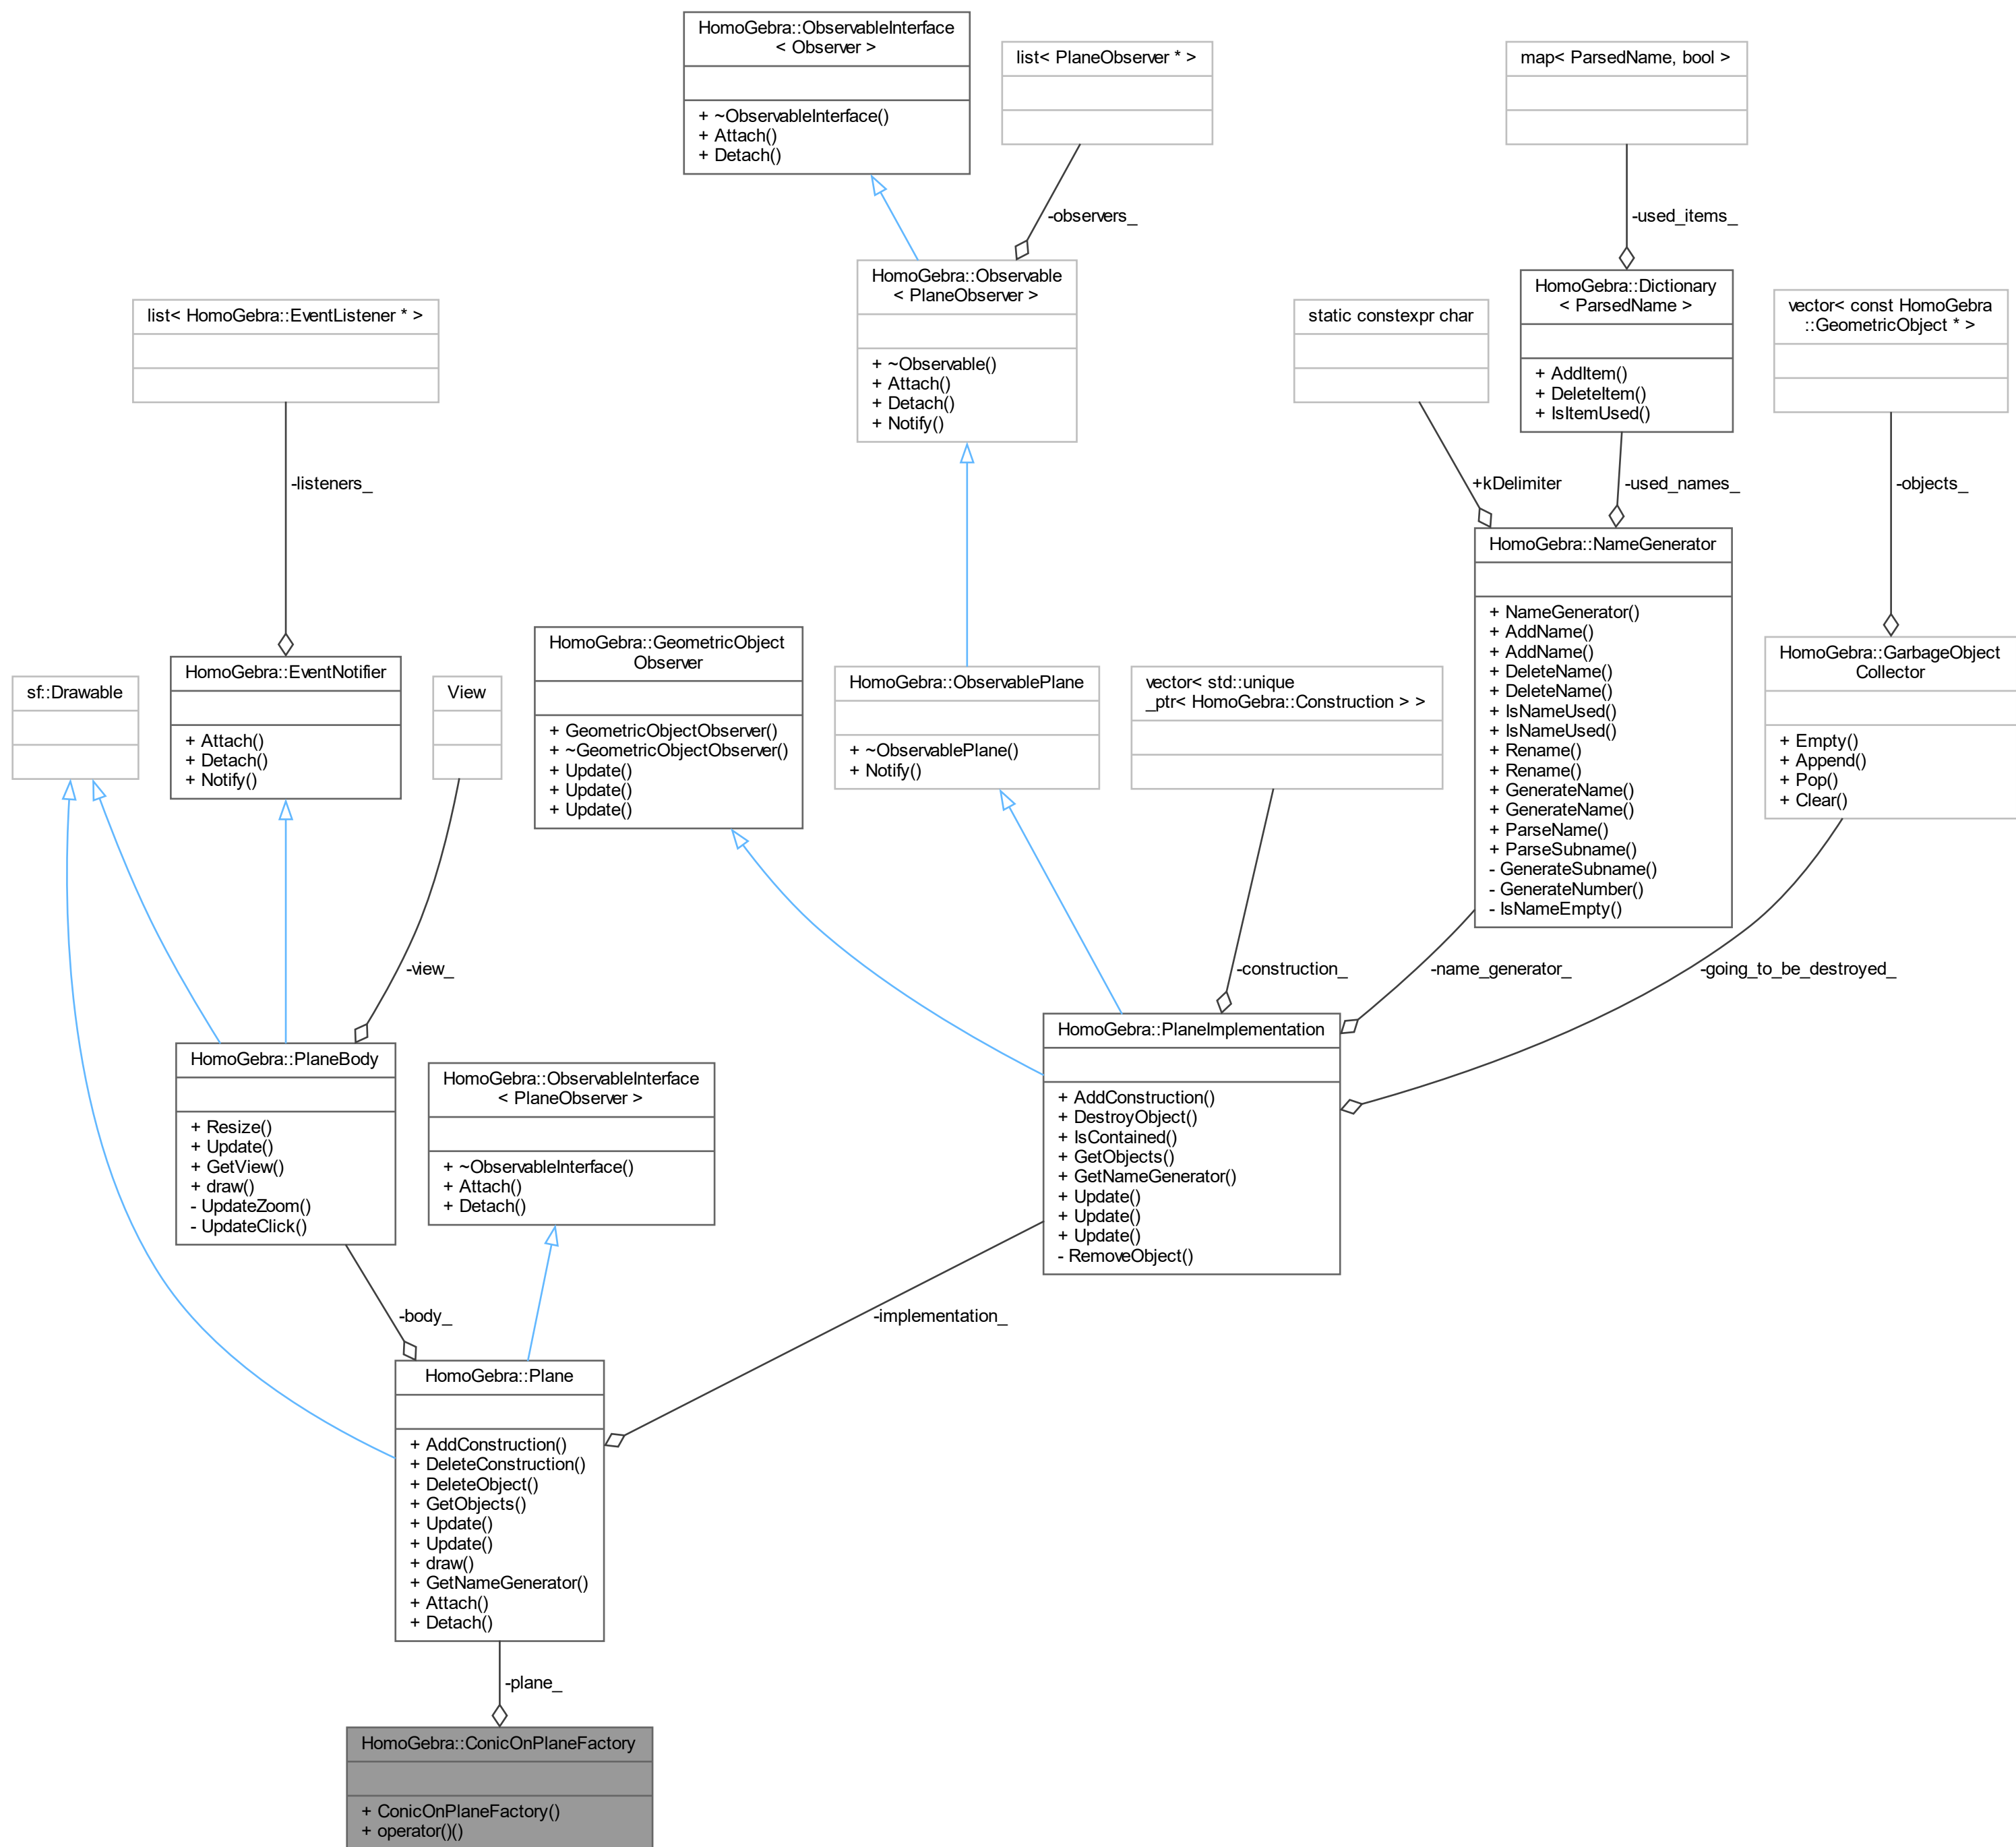 HomoGebra::ObservableInterface
< Observer >
+ ~ObservableInterface()
+ Attach()
+ Detach()
list< PlaneObserver * >
map< ParsedName, bool >
-observers_
-used_items_
HomoGebra::Observable
< PlaneObserver >
+ ~Observable()
+ Attach()
+ Detach()
+ Notify()
HomoGebra::Dictionary
< ParsedName >
+ AddItem()
+ DeleteItem()
+ IsItemUsed()
list< HomoGebra::EventListener * >
static constexpr char
vector< const HomoGebra
::GeometricObject * >
-listeners_
+kDelimiter
-used_names_
-objects_
HomoGebra::NameGenerator
+ NameGenerator()
+ AddName()
+ AddName()
+ DeleteName()
+ DeleteName()
+ IsNameUsed()
+ IsNameUsed()
+ Rename()
+ Rename()
+ GenerateName()
+ GenerateName()
+ ParseName()
+ ParseSubname()
- GenerateSubname()
- GenerateNumber()
- IsNameEmpty()
HomoGebra::GeometricObject
Observer
+ GeometricObjectObserver()
+ ~GeometricObjectObserver()
+ Update()
+ Update()
+ Update()
HomoGebra::GarbageObject
Collector
+ Empty()
+ Append()
+ Pop()
+ Clear()
sf::Drawable
HomoGebra::EventNotifier
+ Attach()
+ Detach()
+ Notify()
View
HomoGebra::ObservablePlane
+ ~ObservablePlane()
+ Notify()
vector< std::unique
_ptr< HomoGebra::Construction > >
-view_
-construction_
-name_generator_
-going_to_be_destroyed_
HomoGebra::PlaneBody
+ Resize()
+ Update()
+ GetView()
+ draw()
- UpdateZoom()
- UpdateClick()
HomoGebra::ObservableInterface
< PlaneObserver >
+ ~ObservableInterface()
+ Attach()
+ Detach()
HomoGebra::PlaneImplementation
+ AddConstruction()
+ DestroyObject()
+ IsContained()
+ GetObjects()
+ GetNameGenerator()
+ Update()
+ Update()
+ Update()
- RemoveObject()
-body_
-implementation_
HomoGebra::Plane
+ AddConstruction()
+ DeleteConstruction()
+ DeleteObject()
+ GetObjects()
+ Update()
+ Update()
+ draw()
+ GetNameGenerator()
+ Attach()
+ Detach()
-plane_
HomoGebra::ConicOnPlaneFactory
+ ConicOnPlaneFactory()
+ operator()()